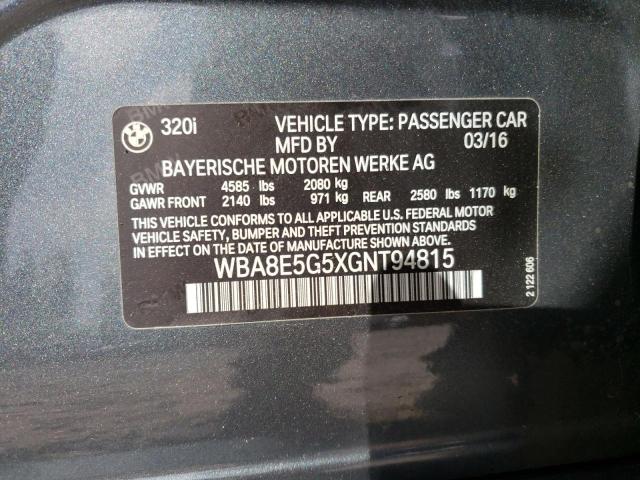 320i VEHICLE TYPE: PASSENGER CAR
MFD BY 03/16
BAYERISCHE MOTOREN WERKE AG
GVWR 4585 lbs 2080 kg
GAWR FRONT 2140 lbs 971 kg REAR 2580 lbs 1170 kg
THIS VEHICLE CONFORMS TO ALL APPLICABLE U.S. FEDERAL MOTOR
VEHICLE SAFETY, BUMPER AND THEFT PREVENTION STANDARDS
IN EFFECT ON THE DATE OF MANUFACTURE SHOWN ABOVE.
WBA8E5G5XGNT94815
2 122 606